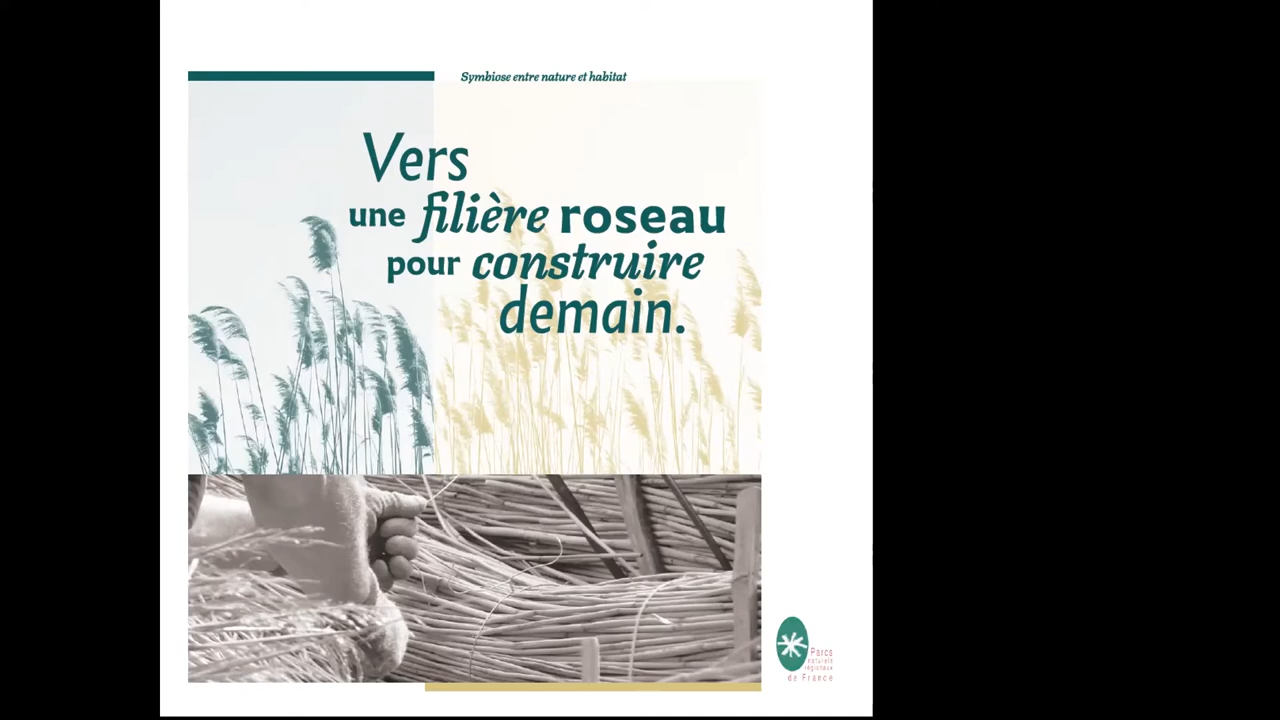 Symbiose entre nature et habitat
Vers
une filière roseau
pour construire
demain.
Parcs
naturels
régionaux
de France